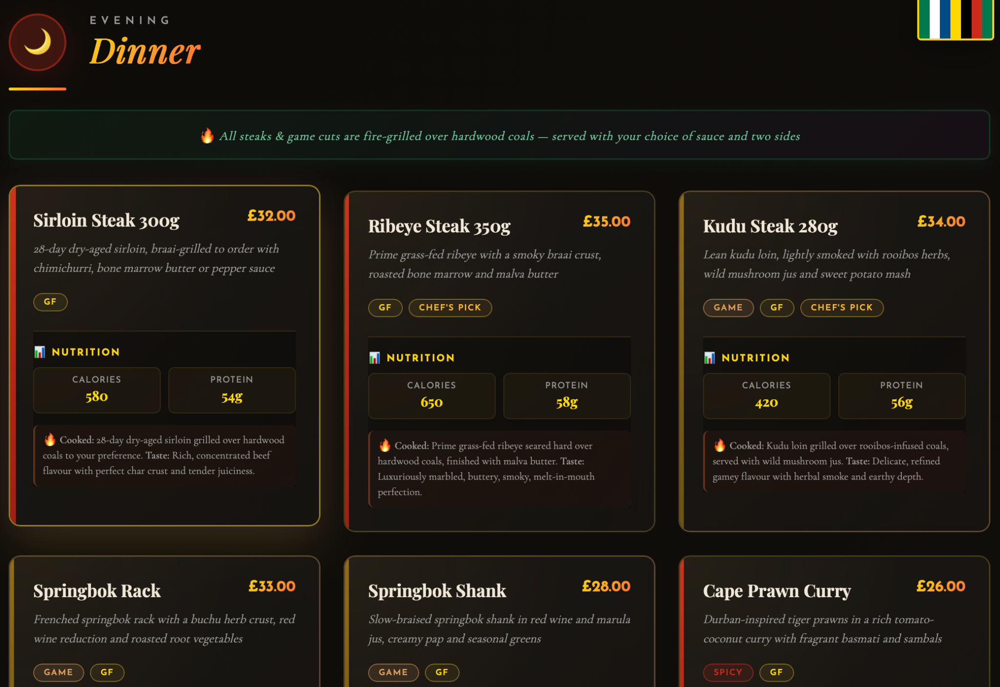 EVENING
Dinner
🔥 All steaks & game cuts are fire-grilled over hardwood coals — served with your choice of sauce and two sides
Sirloin Steak 300g
£32.00
28-day dry-aged sirloin, braai-grilled to order with
chimichurri, bone marrow butter or pepper sauce
GF
📊 NUTRITION
CALORIES
580
PROTEIN
54g
🔥 Cooked: 28-day dry-aged sirloin grilled over hardwood
coals to your preference. Taste: Rich, concentrated beef
flavour with perfect char crust and tender juiciness.
Ribeye Steak 350g
£35.00
Prime grass-fed ribeye with a smoky braai crust,
roasted bone marrow and malva butter
GF
CHEF'S PICK
📊 NUTRITION
CALORIES
650
PROTEIN
58g
🔥 Cooked: Prime grass-fed ribeye seared hard over
hardwood coals, finished with malva butter. Taste:
Luxuriously marbled, buttery, smoky, melt-in-mouth
perfection.
Kudu Steak 280g
£34.00
Lean kudu loin, lightly smoked with rooibos herbs,
wild mushroom jus and sweet potato mash
GAME
GF
CHEF'S PICK
📊 NUTRITION
CALORIES
420
PROTEIN
56g
🔥 Cooked: Kudu loin grilled over rooibos-infused coals,
served with wild mushroom jus. Taste: Delicate, refined
gamey flavour with herbal smoke and earthy depth.
Springbok Rack
£33.00
Frenched springbok rack with a buchu herb crust, red
wine reduction and roasted root vegetables
GAME
GF
Springbok Shank
£28.00
Slow-braised springbok shank in red wine and marula
jus, creamy pap and seasonal greens
GAME
GF
Cape Prawn Curry
£26.00
Durban-inspired tiger prawns in a rich tomato-
coconut curry with fragrant basmati and sambals
SPICY
GF